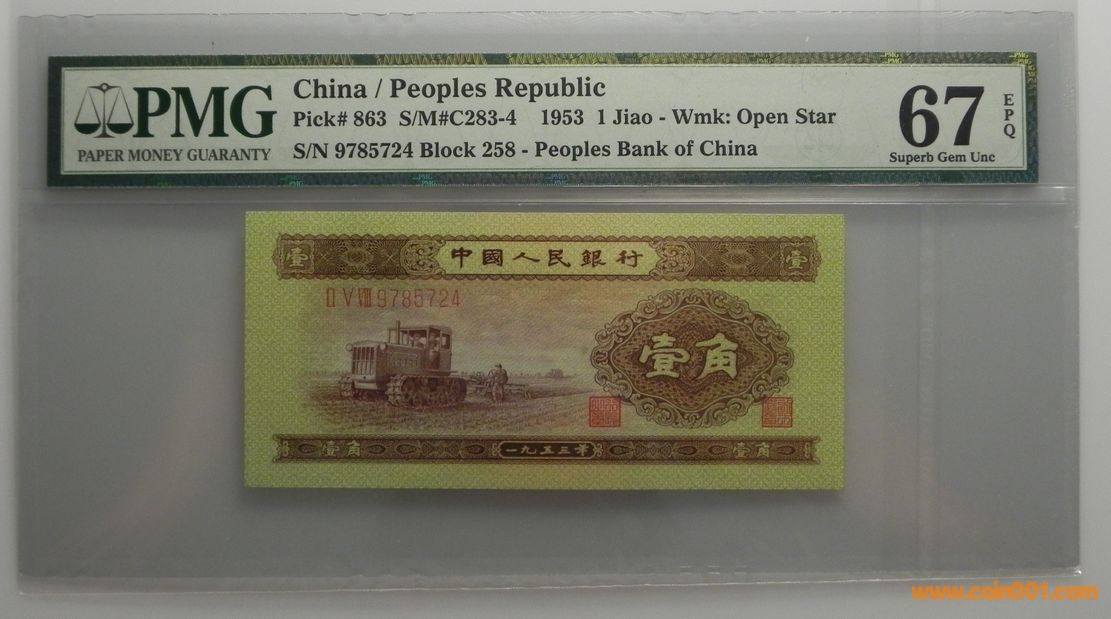 PMG
PAPER MONEY GUARANTY
China / Peoples Republic
Pick# 863 S/M#C283-4 1953 1 Jiao - Wmk: Open Star
S/N 9785724 Block 258 - Peoples Bank of China
67
EPQ
Superb Gem Unc
壹 中國人民銀行 壹
II V VIII 9785724
壹角
壹角 一九五三年 壹角
www.coin001.com